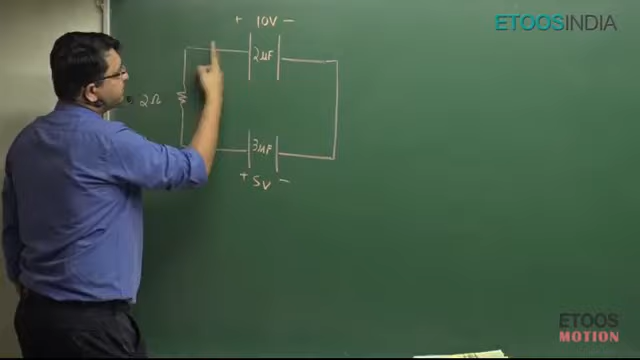 ETOOSINDIA
+ 10V −
2μF
2Ω
3μF
+ 5V −
ETOOS
MOTION